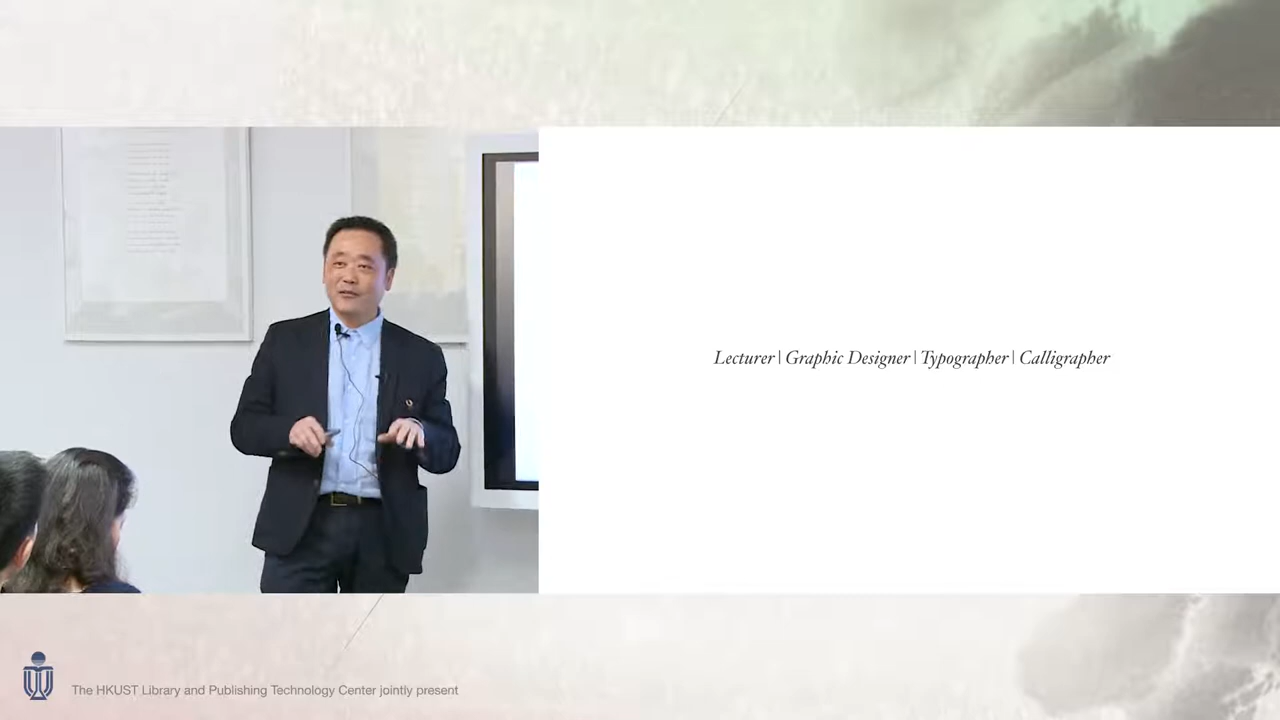 Lecturer | Graphic Designer | Typographer | Calligrapher
The HKUST Library and Publishing Technology Center jointly present